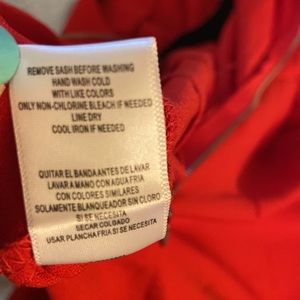 REMOVE SASH BEFORE WASHING
HAND WASH COLD
WITH LIKE COLORS
ONLY NON-CHLORINE BLEACH IF NEEDED
LINE DRY
COOL IRON IF NEEDED
QUITAR EL BANDA ANTES DE LAVAR
LAVAR A MANO CON AGUA FRIA
CON COLORES SIMILARES
SOLAMENTE BLANQUEADOR SIN CLORO
SI SE NECESITA
SECAR COLGADO
USAR PLANCHA FRIA SI SE NECESITA